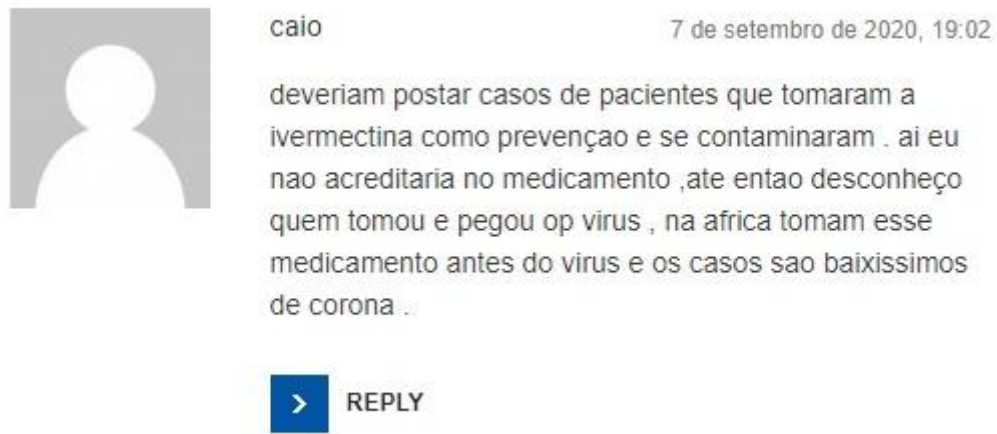 caio
7 de setembro de 2020, 19:02
deveriam postar casos de pacientes que tomaram a
ivermectina como prevençao e se contaminaram . ai eu
nao acreditaria no medicamento ,ate entao desconheço
quem tomou e pegou op virus , na africa tomam esse
medicamento antes do virus e os casos sao baixissimos
de corona .
REPLY